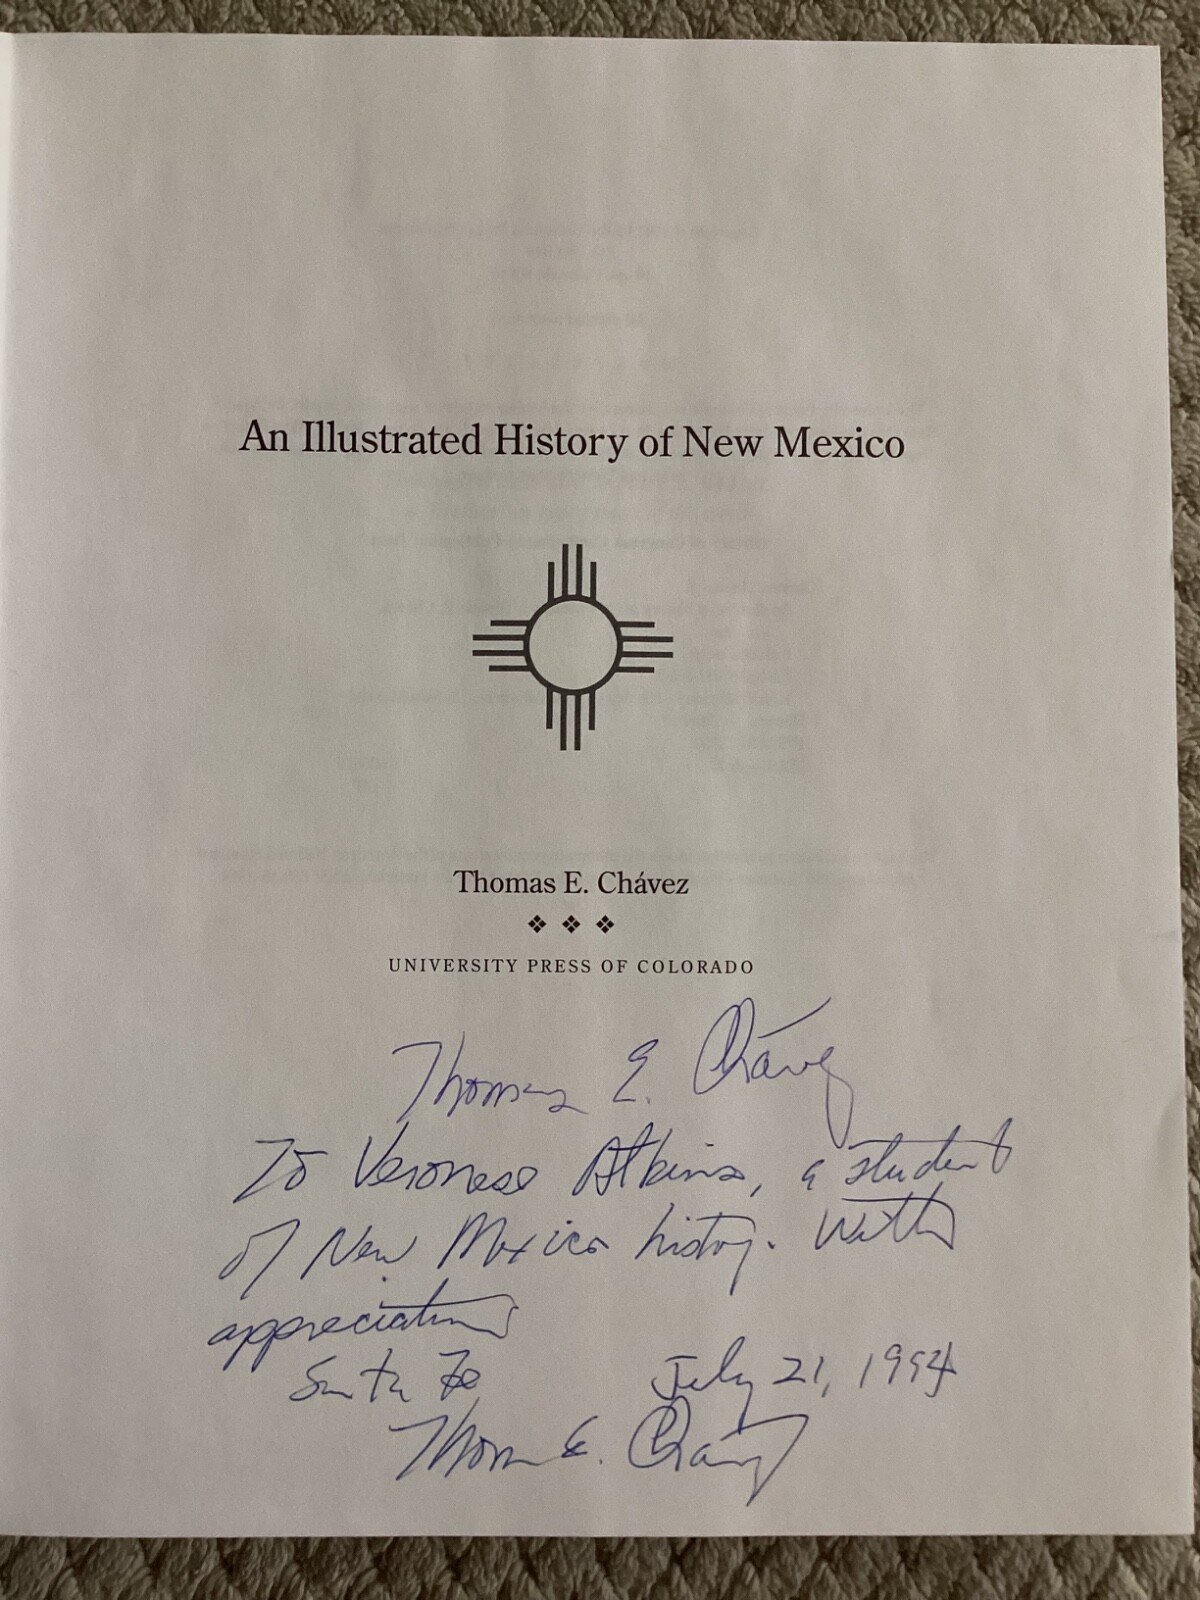 An Illustrated History of New Mexico
Thomas E. Chávez
UNIVERSITY PRESS OF COLORADO
Thomas E. Chávez
To Veronese Atkins, a student
of New Mexico history. With
appreciation
Santa Fe July 21, 1994
Thomas E. Chávez